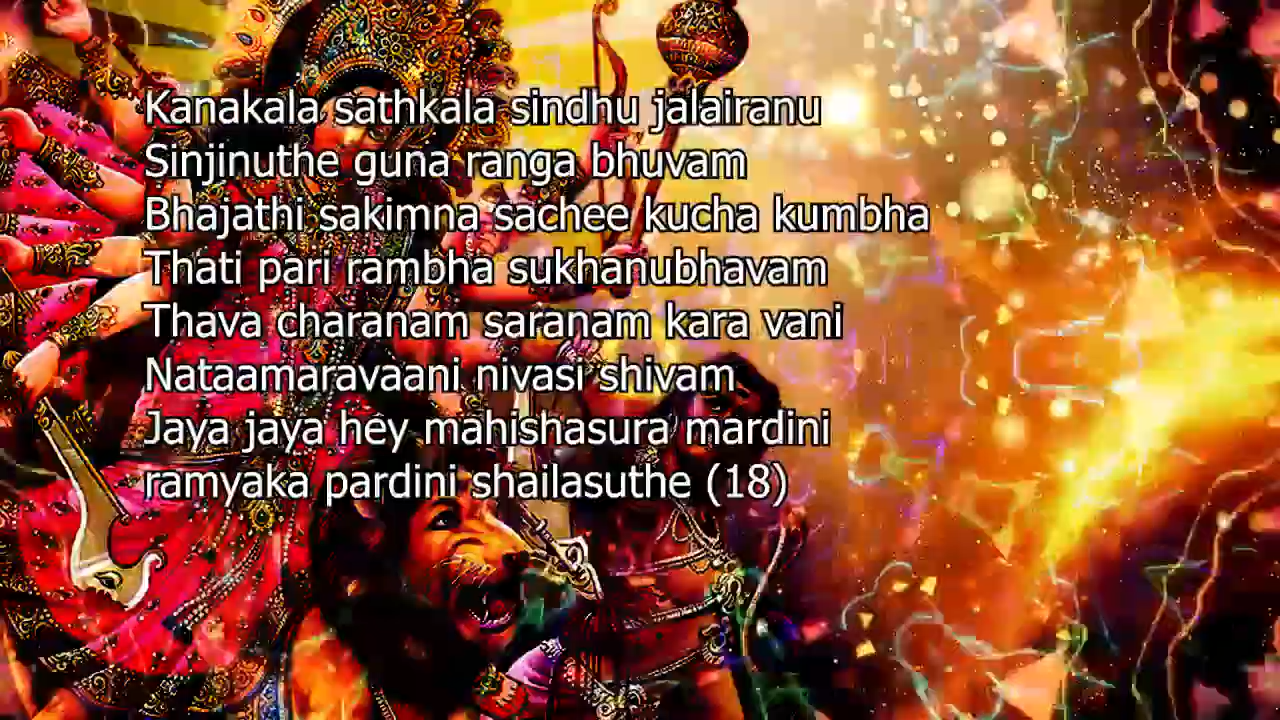 Kanakala sathkala sindhu jalairanu
Sinjinuthe guna ranga bhuvam
Bhajathi sakimna sachee kucha kumbha
Thati pari rambha sukhanubhavam
Thava charanam saranam kara vani
Nataamaravaani nivasi shivam
Jaya jaya hey mahishasura mardini
ramyaka pardini shailasuthe (18)